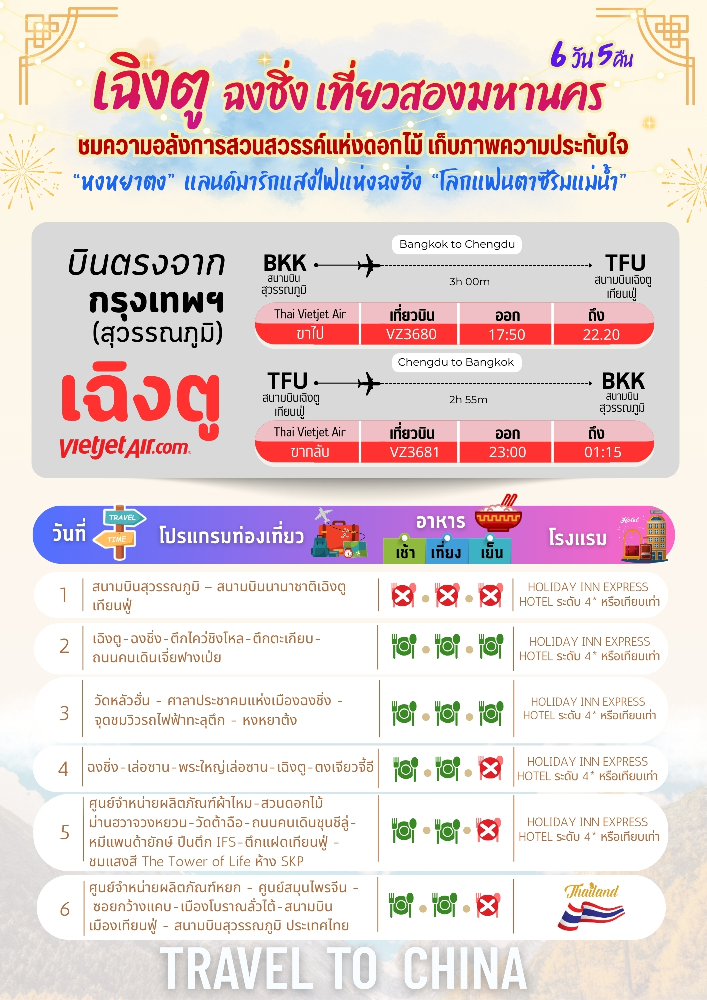 6 วัน 5 คืน
เฉิงตู ฉงชิ่ง เที่ยวสองมหานคร
ชมความอลังการสวนสวรรค์แห่งดอกไม้ เก็บภาพความประทับใจ
“หงหยาตง” แลนด์มาร์กแสงไฟแห่งฉงชิ่ง “โลกแฟนตาซีริมแม่น้ำ”
บินตรงจาก
กรุงเทพฯ
(สุวรรณภูมิ)
เฉิงตู
vietjetAir.com®
Bangkok to Chengdu
BKK
สนามบิน
สุวรรณภูมิ
3h 00m
TFU
สนามบินเฉิงตู
เทียนฟู่
Thai Vietjet Air เที่ยวบิน ออก ถึง
ขาไป VZ3680 17:50 22.20
Chengdu to Bangkok
TFU
สนามบินเฉิงตู
เทียนฟู่
2h 55m
BKK
สนามบิน
สุวรรณภูมิ
Thai Vietjet Air เที่ยวบิน ออก ถึง
ขากลับ VZ3681 23:00 01:15
วันที่
TRAVEL
TIME
โปรแกรมท่องเที่ยว
อาหาร
เช้า เที่ยง เย็น
โรงแรม
Hotel
1
สนามบินสุวรรณภูมิ – สนามบินนานาชาติเฉิงตู
เทียนฟู่
HOLIDAY INN EXPRESS
HOTEL ระดับ 4* หรือเทียบเท่า
2
เฉิงตู-ฉงชิ่ง-ตึกไคว่ชิงโหล-ตึกตะเกียบ-
ถนนคนเดินเจี่ยฟางเป่ย
HOLIDAY INN EXPRESS
HOTEL ระดับ 4* หรือเทียบเท่า
3
วัดหลัวฮั่น - ศาลาประชาคมแห่งเมืองฉงชิ่ง -
จุดชมวิวรถไฟฟ้าทะลุตึก - หงหยาต้ง
HOLIDAY INN EXPRESS
HOTEL ระดับ 4* หรือเทียบเท่า
4
ฉงชิ่ง-เล่อซาน-พระใหญ่เล่อซาน-เฉิงตู-ตงเจียวจี้อี
HOLIDAY INN EXPRESS
HOTEL ระดับ 4* หรือเทียบเท่า
5
ศูนย์จำหน่ายผลิตภัณฑ์ผ้าไหม-สวนดอกไม้
ม่านฮวาจวงหยวน-วัดต้าฉือ-ถนนคนเดินชุนซีลู่-
หมีแพนด้ายักษ์ ปีนตึก IFS-ตึกแฝดเทียนฟู่ -
ชมแสงสี The Tower of Life ห้าง SKP
HOLIDAY INN EXPRESS
HOTEL ระดับ 4* หรือเทียบเท่า
6
ศูนย์จำหน่ายผลิตภัณฑ์หยก - ศูนย์สมุนไพรจีน -
ซอยกว้างแคบ-เมืองโบราณลั่วไต้-สนามบิน
เมืองเทียนฟู่ - สนามบินสุวรรณภูมิ ประเทศไทย
Thailand
TRAVEL TO CHINA